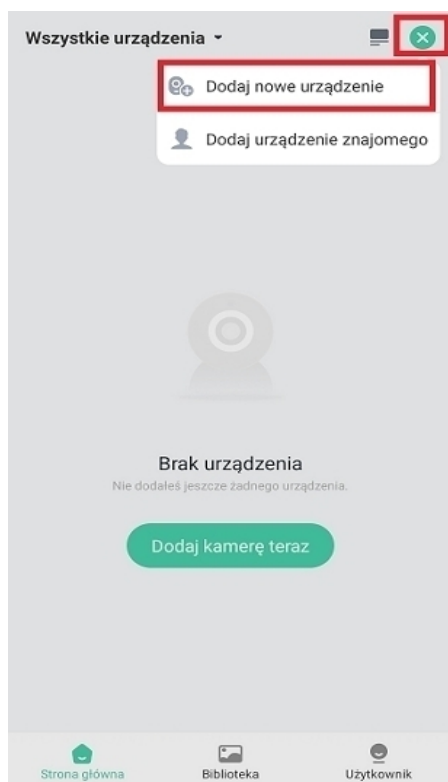 Wszystkie urządzenia
Dodaj nowe urządzenie
Dodaj urządzenie znajomego
Brak urządzenia
Nie dodałeś jeszcze żadnego urządzenia.
Dodaj kamerę teraz
Strona główna
Biblioteka
Użytkownik